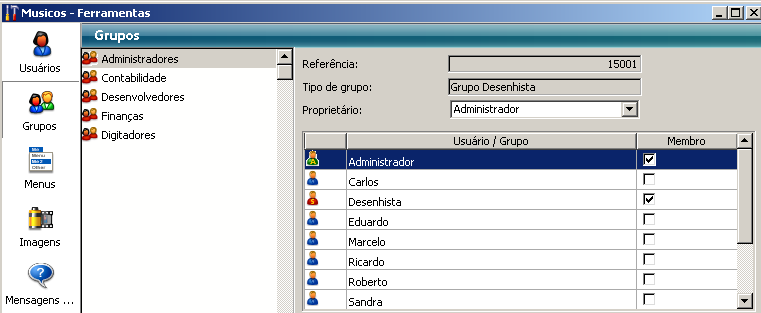 Musicos - Ferramentas
Usuários
Grupos
Menus
Imagens
Mensagens ...
Grupos
Administradores
Contabilidade
Desenvolvedores
Finanças
Digitadores
Referência: 15001
Tipo de grupo: Grupo Desenhista
Proprietário: Administrador
Usuário / Grupo Membro
Administrador
Carlos
Desenhista
Eduardo
Marcelo
Ricardo
Roberto
Sandra